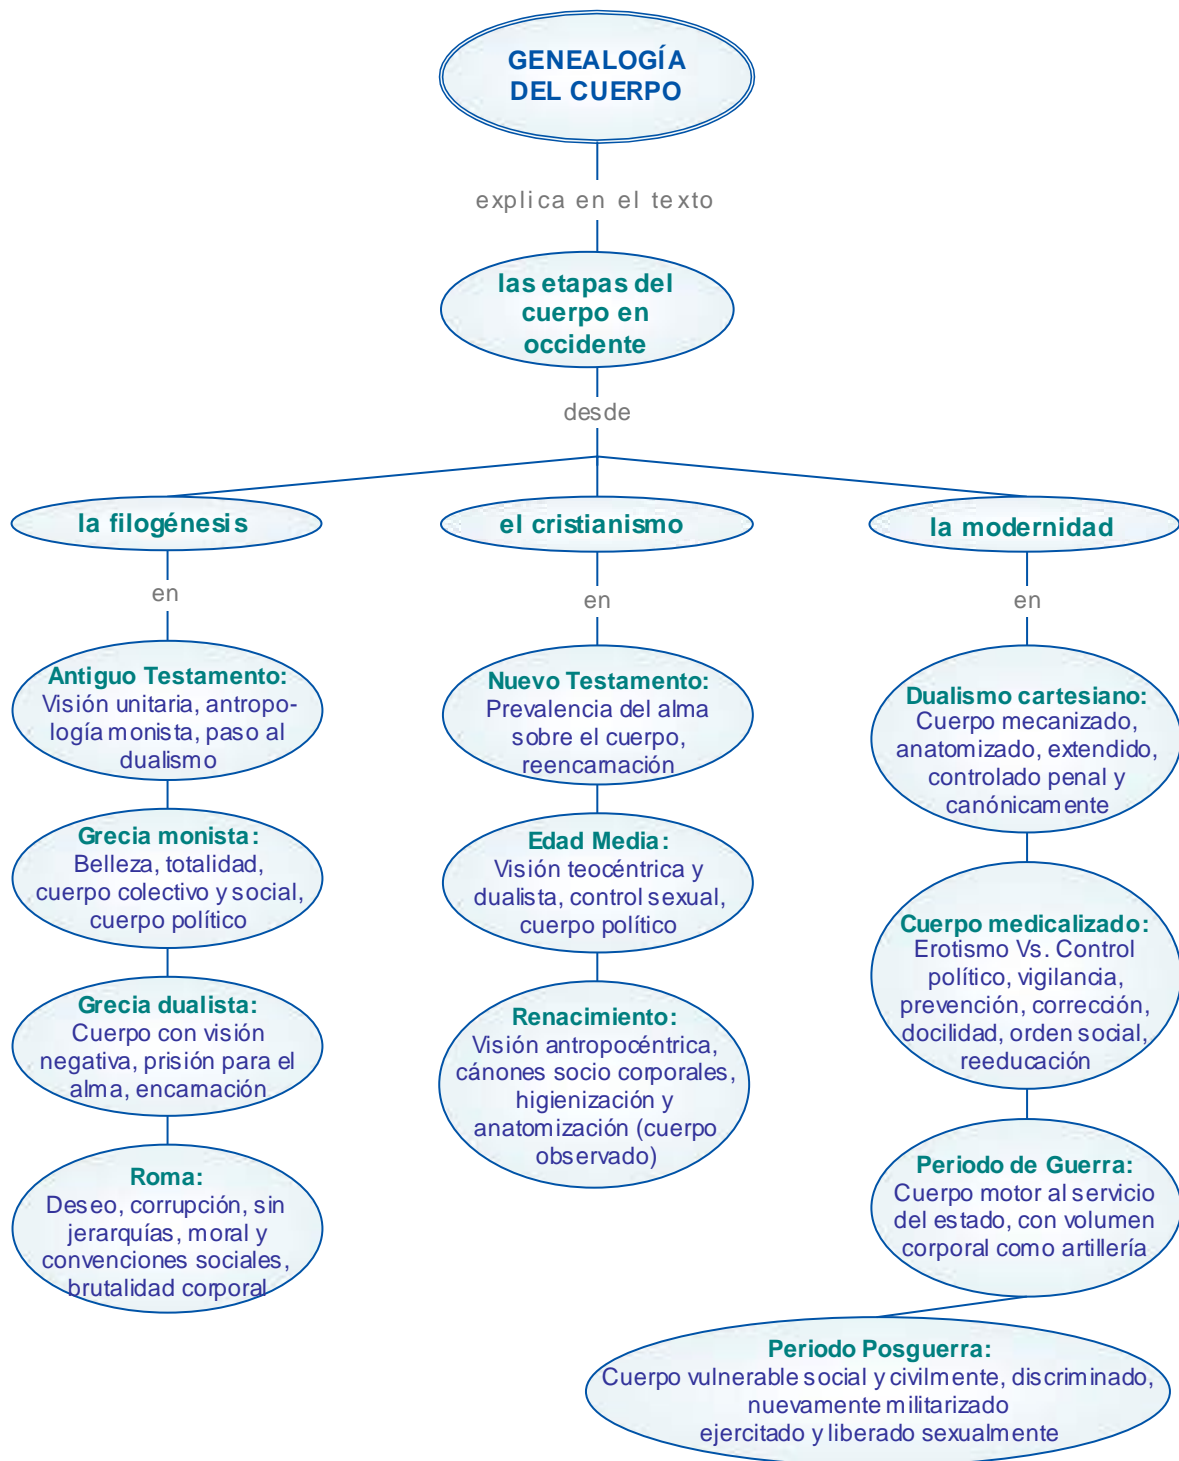 GENEALOGÍA
DEL CUERPO
explica en el texto
las etapas del
cuerpo en
occidente
desde
la filogénesis
en
Antiguo Testamento:
Visión unitaria, antropo-
logía monista, paso al
dualismo
Grecia monista:
Belleza, totalidad,
cuerpo colectivo y social,
cuerpo político
Grecia dualista:
Cuerpo con visión
negativa, prisión para el
alma, encarnación
Roma:
Deseo, corrupción, sin
jerarquías, moral y
convenciones sociales,
brutalidad corporal
el cristianismo
en
Nuevo Testamento:
Prevalencia del alma
sobre el cuerpo,
reencarnación
Edad Media:
Visión teocéntrica y
dualista, control sexual,
cuerpo político
Renacimiento:
Visión antropocéntrica,
cánones socio corporales,
higienización y
anatomización (cuerpo
observado)
la modernidad
en
Dualismo cartesiano:
Cuerpo mecanizado,
anatomizado, extendido,
controlado penal y
canónicamente
Cuerpo medicalizado:
Erotismo Vs. Control
político, vigilancia,
prevención, corrección,
docilidad, orden social,
reeducación
Periodo de Guerra:
Cuerpo motor al servicio
del estado, con volumen
corporal como artillería
Periodo Posguerra:
Cuerpo vulnerable social y civilmente, discriminado,
nuevamente militarizado
ejercitado y liberado sexualmente